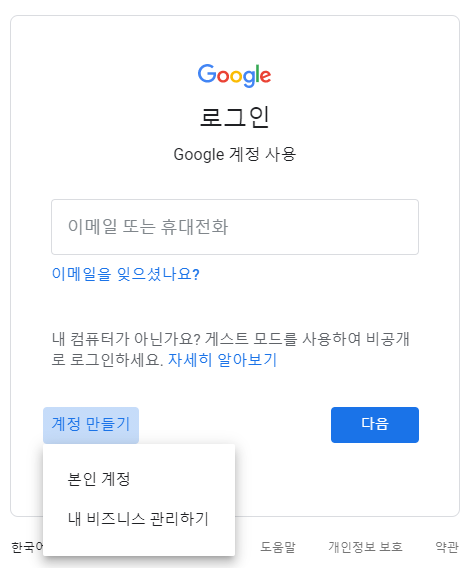 Google
로그인
Google 계정 사용
이메일 또는 휴대전화
이메일을 잊으셨나요?
내 컴퓨터가 아닌가요? 게스트 모드를 사용하여 비공개
로 로그인하세요. 자세히 알아보기
계정 만들기
다음
본인 계정
내 비즈니스 관리하기
도움말 개인정보 보호 약관